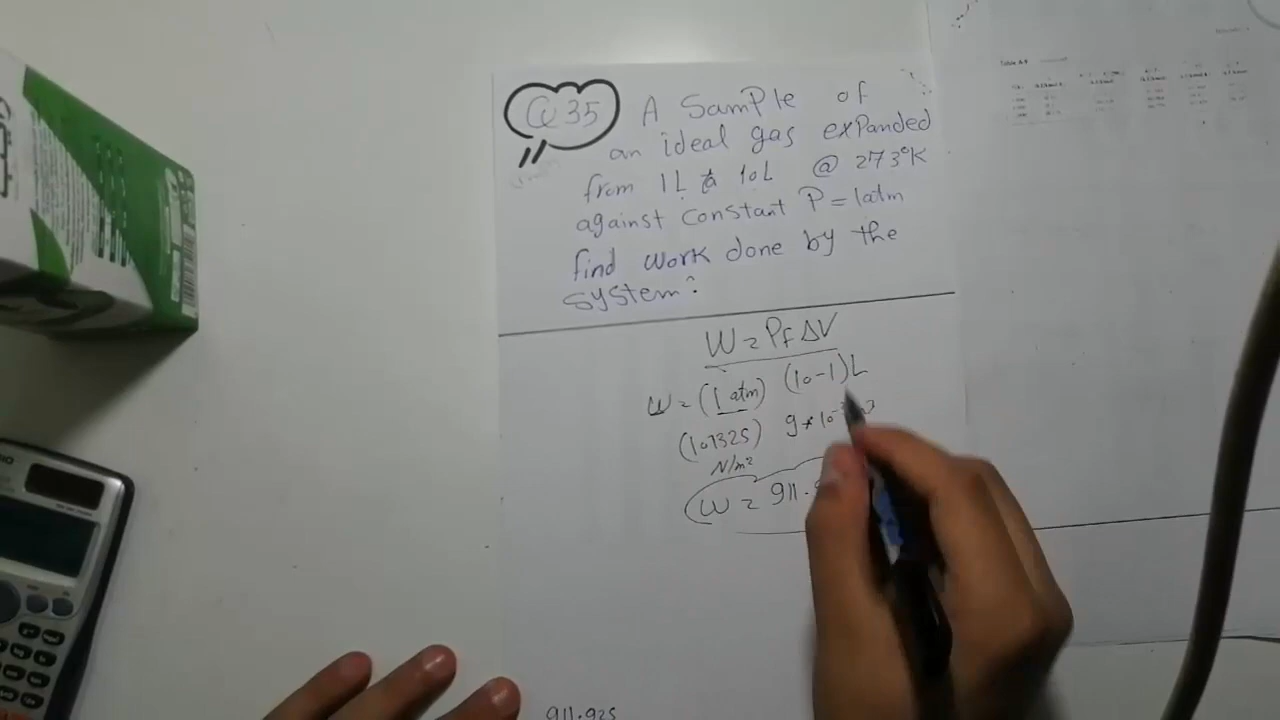 Q 35
A Sample of
an ideal gas expanded
from 1L to 10L @ 273°K
against constant P = 1atm
find work done by the
system?
W = PF ΔV
W = (1 atm) (10-1)L
(101325) 9*10
N/m²
W = 911.
911.925